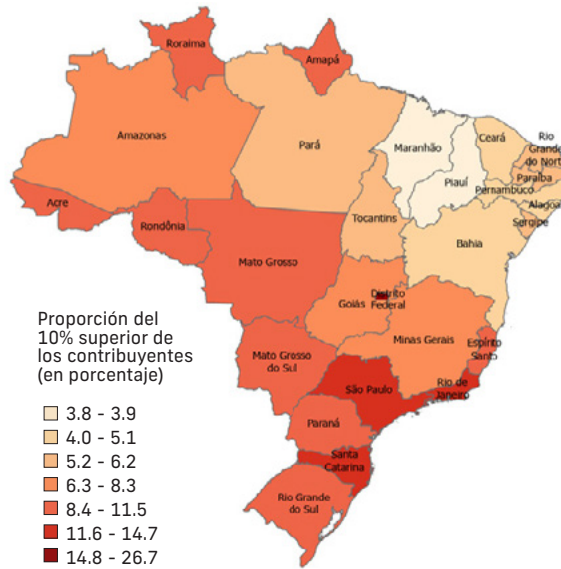 Roraima
Amapá
Amazonas
Pará
Maranhão
Ceará
Rio
Grande
do Norte
Paraíba
Piauí
Pernambuco
Alagoa
Sergipe
Acre
Rondônia
Tocantins
Bahia
Mato Grosso
Distrito
Federal
Goiás
Minas Gerais
Espírito
Santo
Mato Grosso
do Sul
São Paulo
Rio de
Janeiro
Paraná
Santa
Catarina
Rio Grande
do Sul
Proporción del
10% superior de
los contribuyentes
(en porcentaje)
3.8 - 3.9
4.0 - 5.1
5.2 - 6.2
6.3 - 8.3
8.4 - 11.5
11.6 - 14.7
14.8 - 26.7